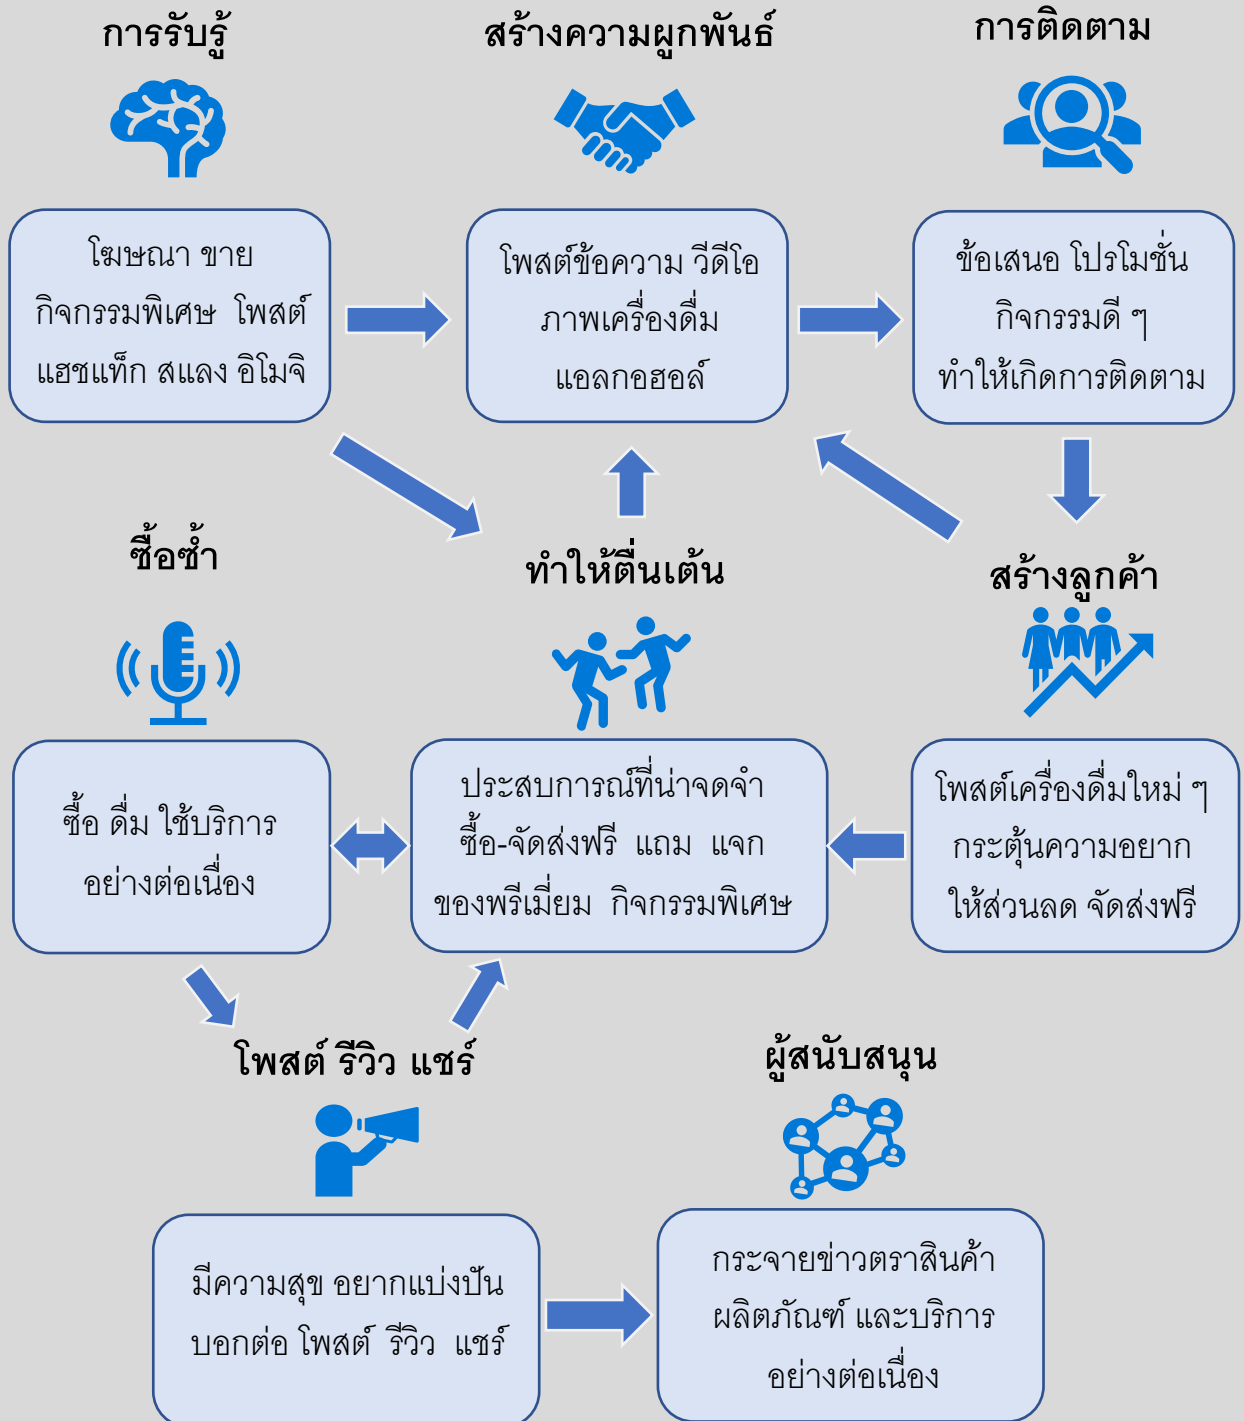 การรับรู้
สร้างความผูกพันธ์
การติดตาม
โฆษณา ขาย
กิจกรรมพิเศษ โพสต์
แฮชแท็ก สแลง อิโมจิ
โพสต์ข้อความ วีดีโอ
ภาพเครื่องดื่ม
แอลกอฮอล์
ข้อเสนอ โปรโมชั่น
กิจกรรมดี ๆ
ทำให้เกิดการติดตาม
ซื้อซ้ำ
ทำให้ตื่นเต้น
สร้างลูกค้า
ซื้อ ดื่ม ใช้บริการ
อย่างต่อเนื่อง
ประสบการณ์ที่น่าจดจำ
ซื้อ-จัดส่งฟรี แถม แจก
ของพรีเมี่ยม กิจกรรมพิเศษ
โพสต์เครื่องดื่มใหม่ ๆ
กระตุ้นความอยาก
ให้ส่วนลด จัดส่งฟรี
โพสต์ รีวิว แชร์
ผู้สนับสนุน
มีความสุข อยากแบ่งปัน
บอกต่อ โพสต์ รีวิว แชร์
กระจายข่าวตราสินค้า
ผลิตภัณฑ์ และบริการ
อย่างต่อเนื่อง